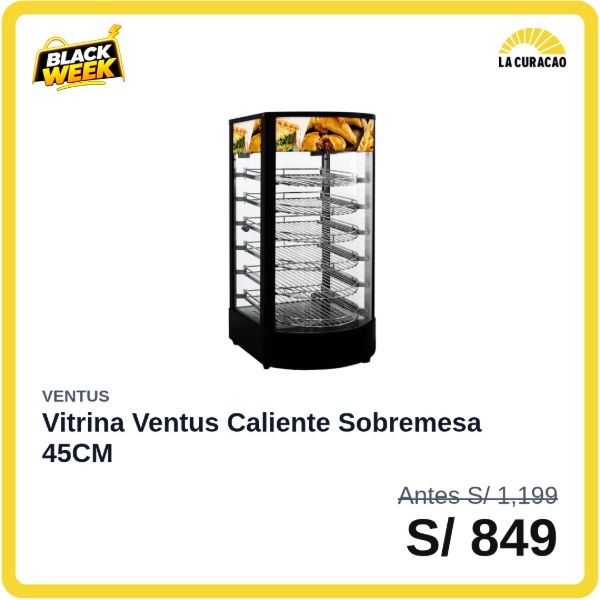 BLACK
WEEK
LA CURACAO
VENTUS
Vitrina Ventus Caliente Sobremesa
45CM
Antes S/ 1,199
S/ 849